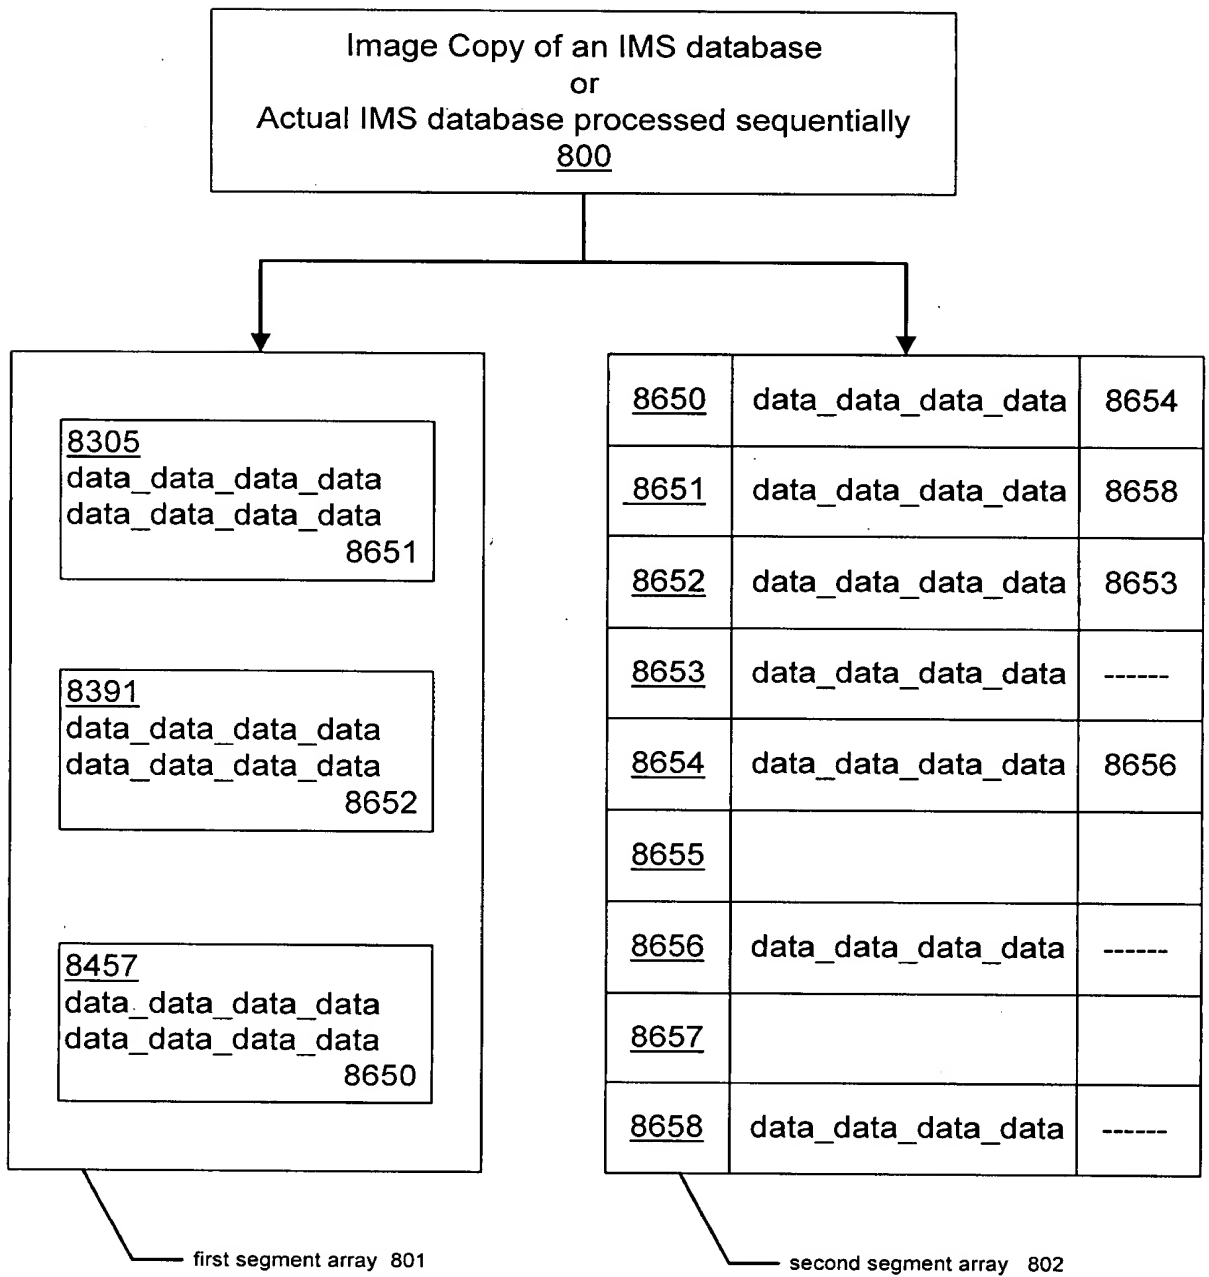 Image Copy of an IMS database
or
Actual IMS database processed sequentially
800
8305
data_data_data_data
data_data_data_data
8651
8391
data_data_data_data
data_data_data_data
8652
8457
data_data_data_data
data_data_data_data
8650
first segment array 801
8650 data_data_data_data 8654
8651 data_data_data_data 8658
8652 data_data_data_data 8653
8653 data_data_data_data ------
8654 data_data_data_data 8656
8655
8656 data_data_data_data ------
8657
8658 data_data_data_data ------
second segment array 802